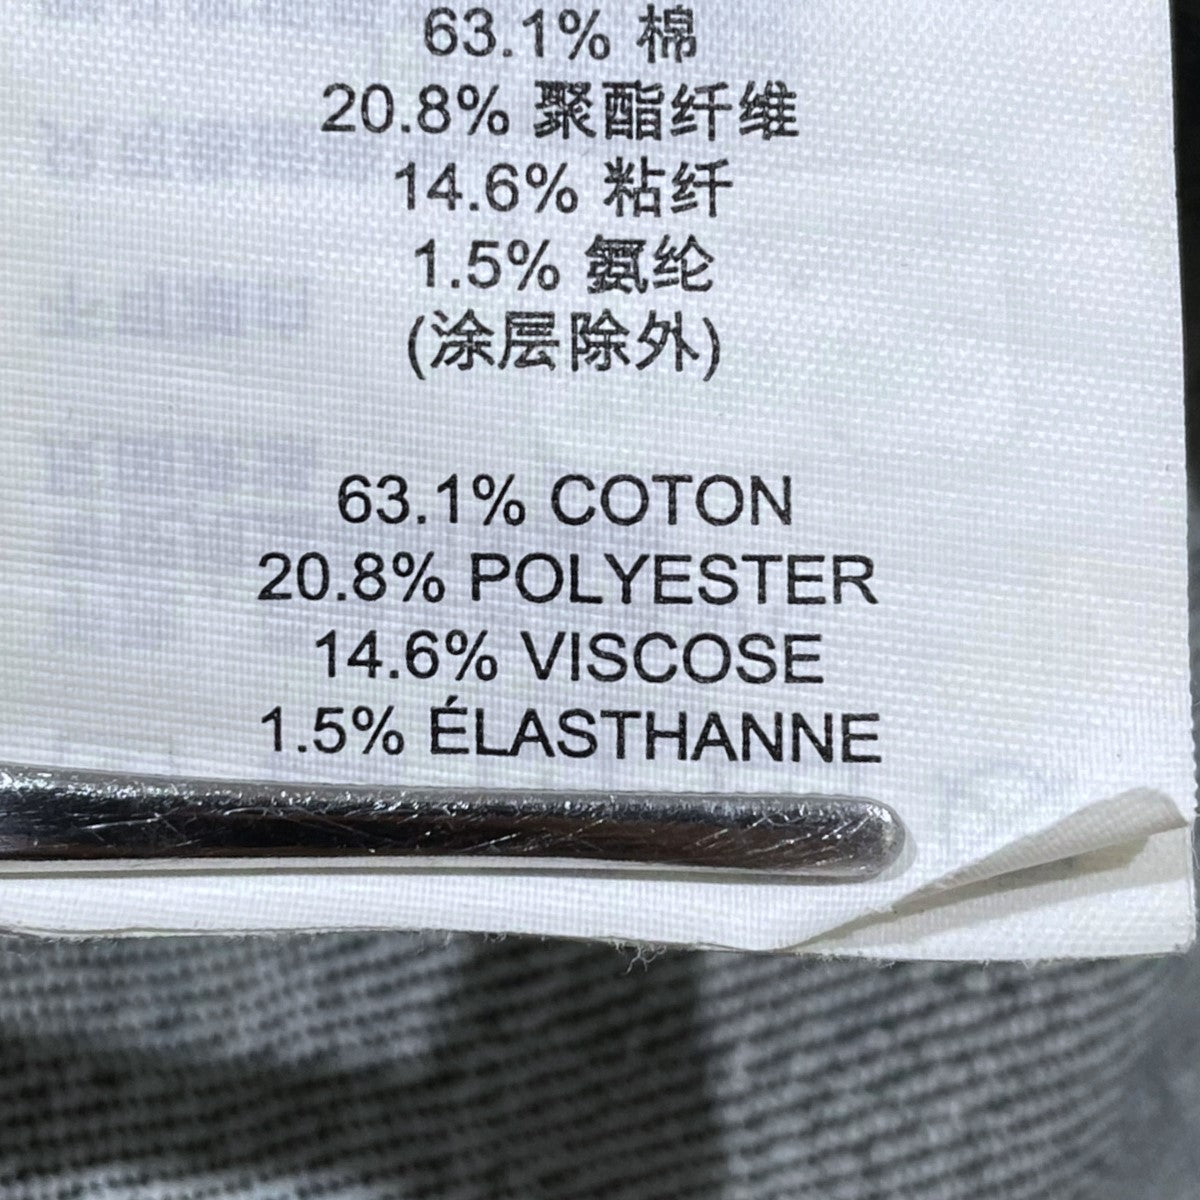 63.1% 棉
20.8% 聚酯纤维
14.6% 粘纤
1.5% 氨纶
(涂层除外)
63.1% COTON
20.8% POLYESTER
14.6% VISCOSE
1.5% ÉLASTHANNE